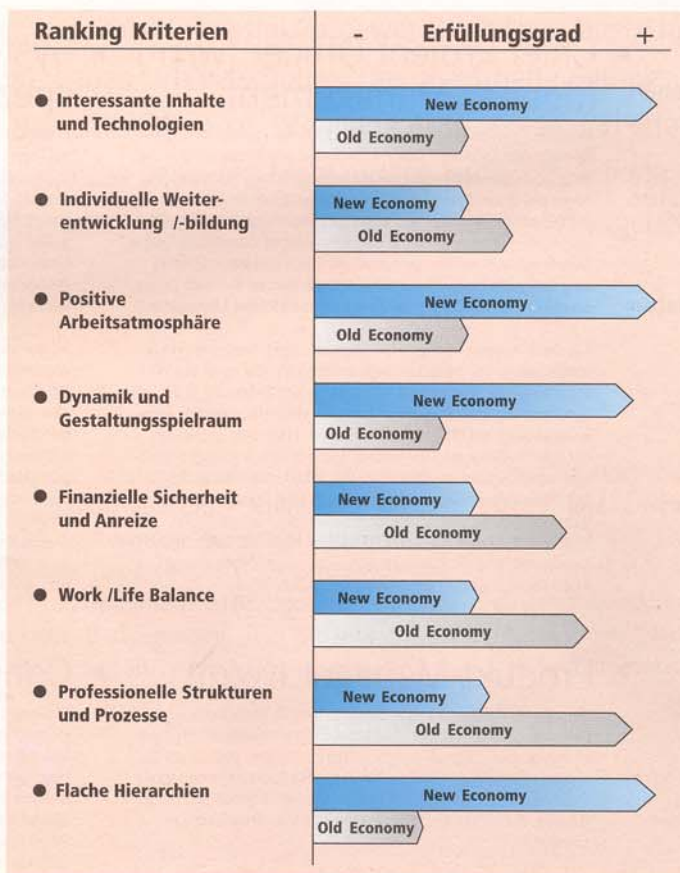 Ranking Kriterien - Erfüllungsgrad +
● Interessante Inhalte
und Technologien
New Economy
Old Economy
● Individuelle Weiter-
entwicklung /-bildung
New Economy
Old Economy
● Positive
Arbeitsatmosphäre
New Economy
Old Economy
● Dynamik und
Gestaltungsspielraum
New Economy
Old Economy
● Finanzielle Sicherheit
und Anreize
New Economy
Old Economy
● Work /Life Balance
New Economy
Old Economy
● Professionelle Strukturen
und Prozesse
New Economy
Old Economy
● Flache Hierarchien
New Economy
Old Economy